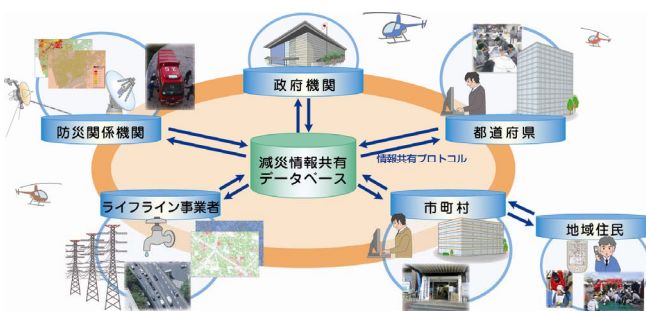 政府機関
防災関係機関
都道府県
減災情報共有
データベース
情報共有プロトコル
ライフライン事業者
市町村
地域住民